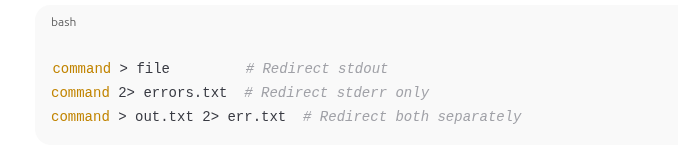 bash
command > file         # Redirect stdout
command 2> errors.txt  # Redirect stderr only
command > out.txt 2> err.txt  # Redirect both separately